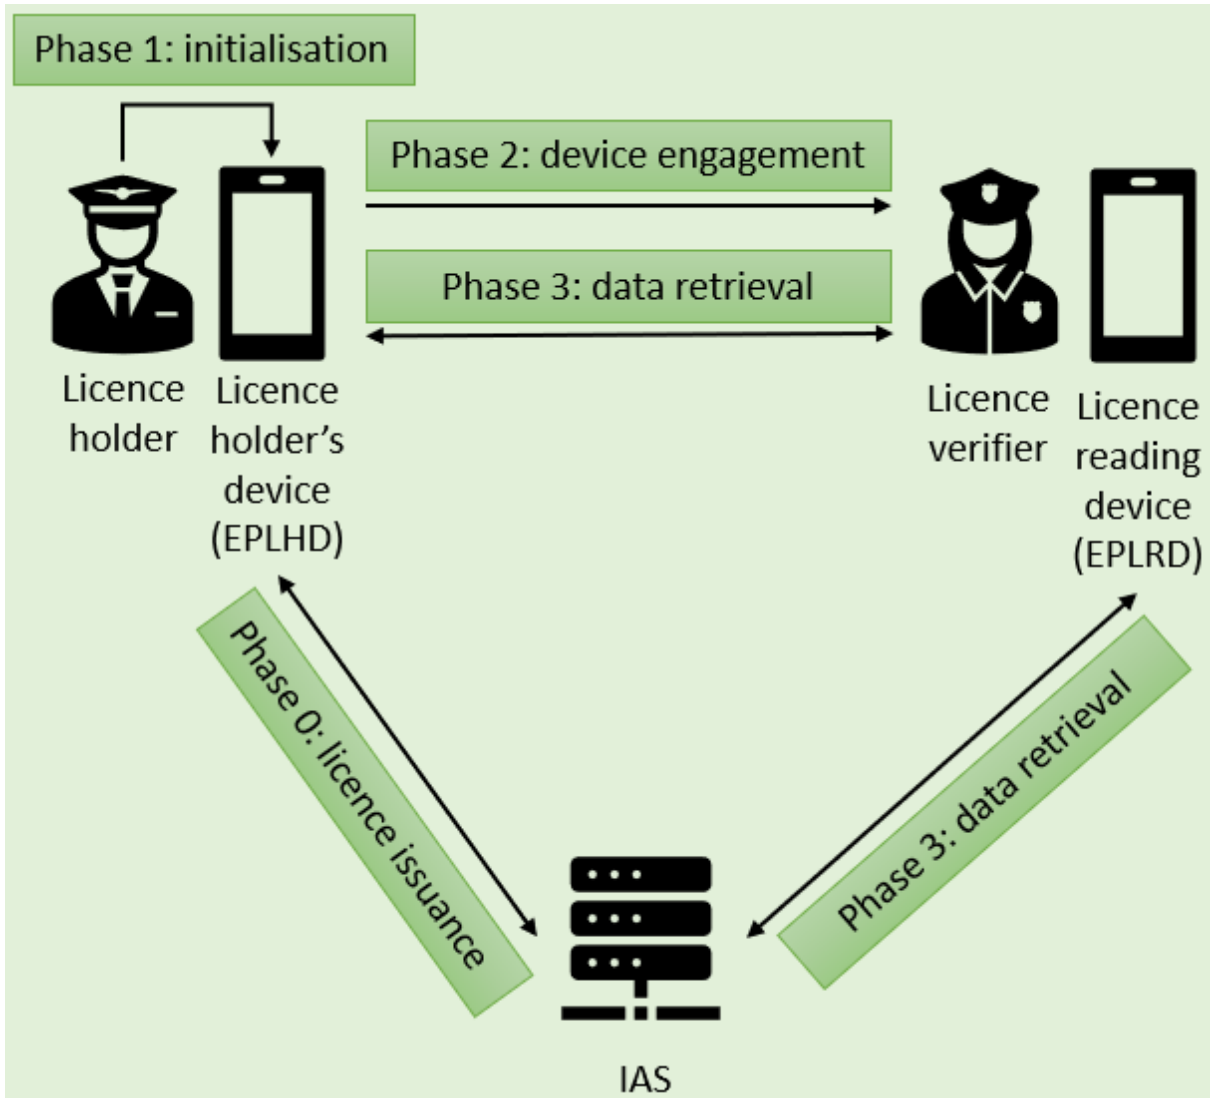 Phase 1: initialisation
Phase 2: device engagement
Phase 3: data retrieval
Licence
holder
Licence
holder’s
device
(EPLHD)
Licence
verifier
Licence
reading
device
(EPLRD)
Phase 0: licence issuance
Phase 3: data retrieval
IAS